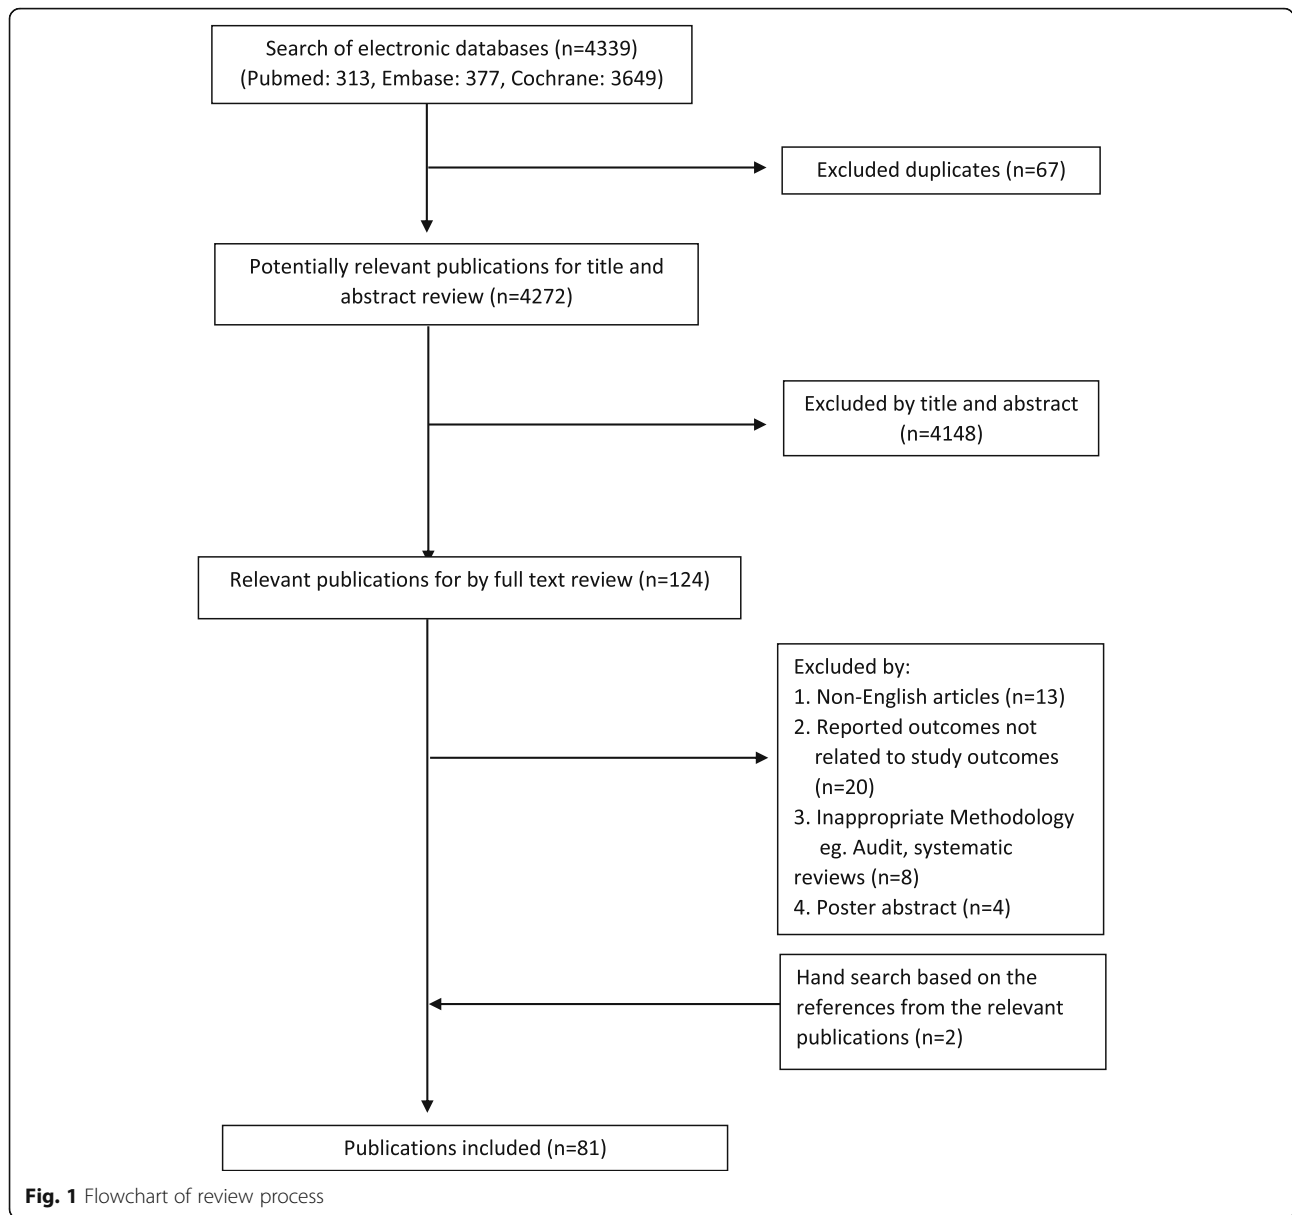 Search of electronic databases (n=4339)
(Pubmed: 313, Embase: 377, Cochrane: 3649)
Excluded duplicates (n=67)
Potentially relevant publications for title and
abstract review (n=4272)
Excluded by title and abstract
(n=4148)
Relevant publications for by full text review (n=124)
Excluded by:
1. Non-English articles (n=13)
2. Reported outcomes not
related to study outcomes
(n=20)
3. Inappropriate Methodology
eg. Audit, systematic
reviews (n=8)
4. Poster abstract (n=4)
Hand search based on the
references from the relevant
publications (n=2)
Publications included (n=81)
Fig. 1 Flowchart of review process